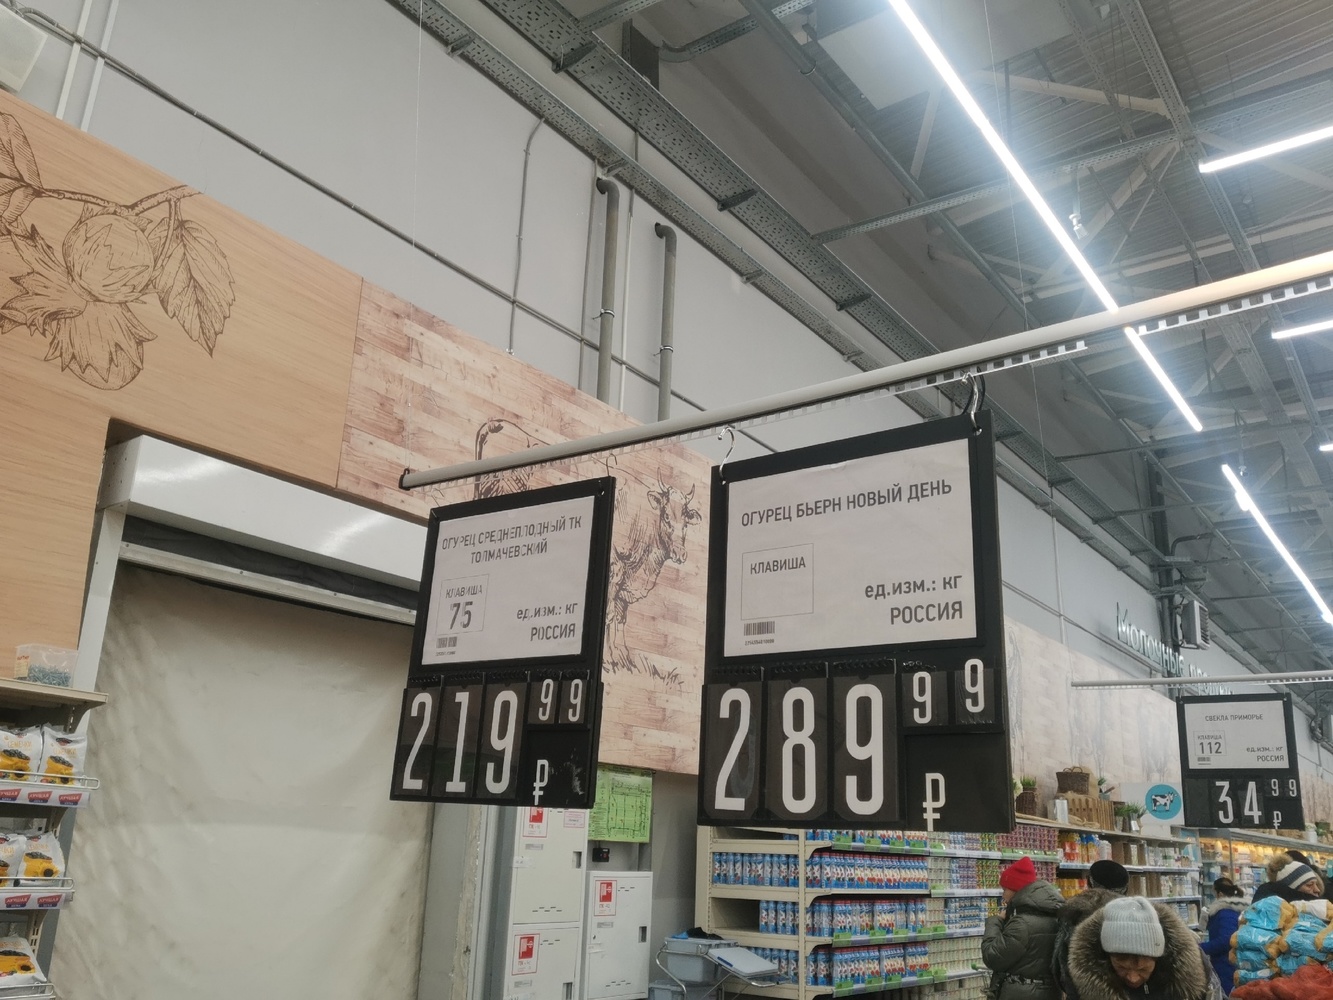 ОГУРЕЦ СРЕДНЕПЛОДНЫЙ ТК
ТОЛМАЧЕВСКИЙ
КЛАВИША
75
ед.изм.: кг
РОССИЯ
219 99
₽
ОГУРЕЦ БЬЕРН НОВЫЙ ДЕНЬ
КЛАВИША
ед.изм.: кг
РОССИЯ
289 99
₽
Молочные
СВЕКЛА ПРИМОРЬЕ
КЛАВИША
112
ед.изм.: кг
РОССИЯ
34 99
₽